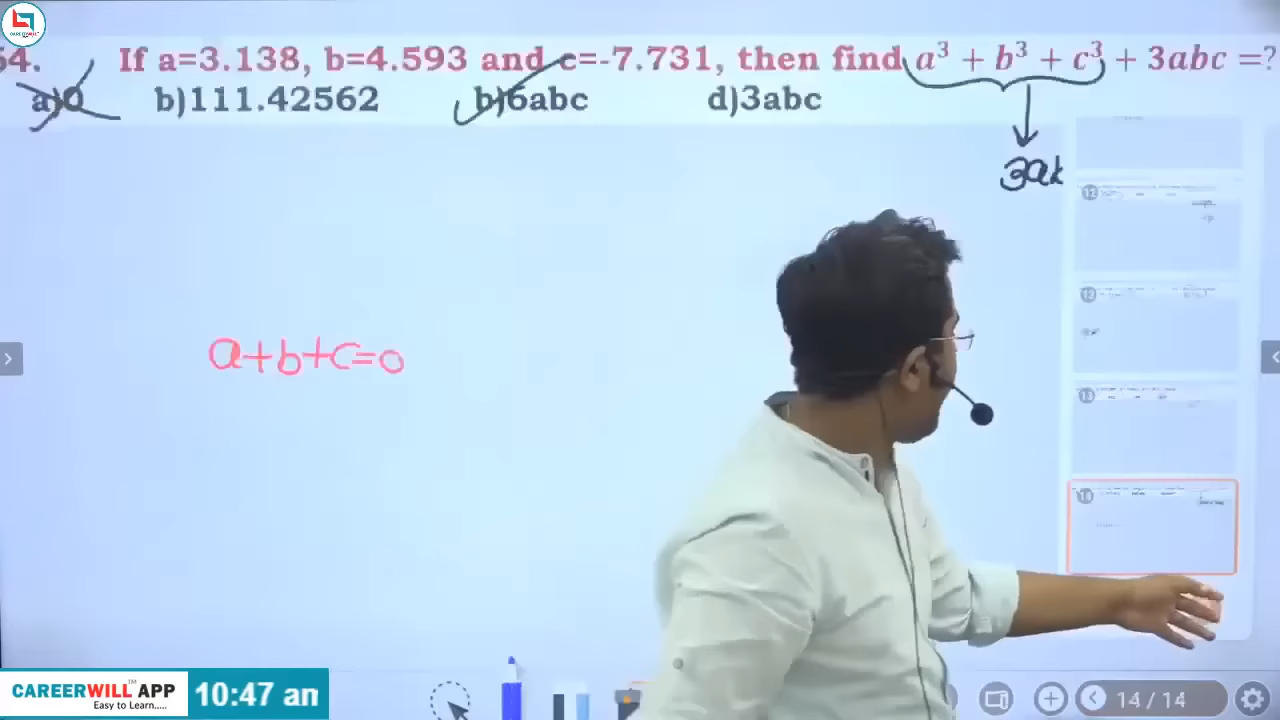 54. If a=3.138, b=4.593 and c=-7.731, then find a³ + b³ + c³ + 3abc =?
a)0 b)111.42562 b)6abc d)3abc
a+b+c=0
CAREERWILL APP
Easy to Learn.....
10:47 an
14 / 14